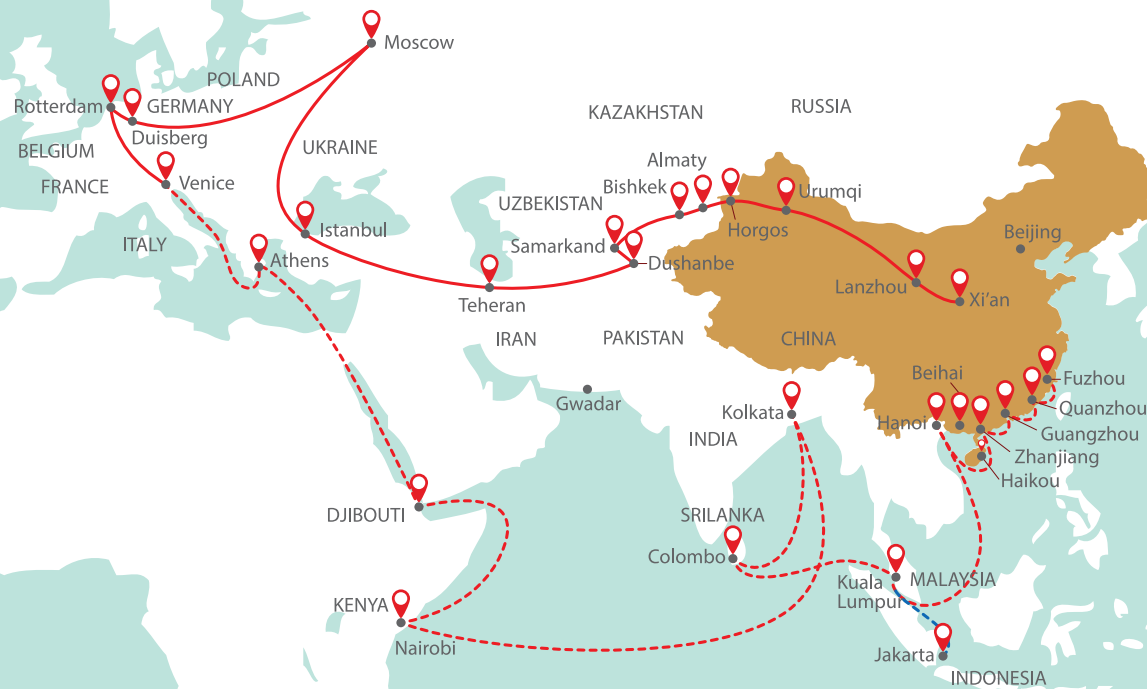 Moscow
POLAND
Rotterdam
GERMANY
Duisberg
KAZAKHSTAN
RUSSIA
BELGIUM
UKRAINE
Almaty
FRANCE
Venice
Bishkek
Urumqi
UZBEKISTAN
Istanbul
Horgos
Beijing
ITALY
Samarkand
Athens
Dushanbe
Lanzhou
Xi'an
Teheran
IRAN
PAKISTAN
CHINA
Beihai
Fuzhou
Gwadar
Kolkata
Quanzhou
Hanoi
Guangzhou
INDIA
Zhanjiang
Haikou
DJIBOUTI
SRILANKA
Colombo
Kuala
Lumpur
MALAYSIA
KENYA
Nairobi
Jakarta
INDONESIA